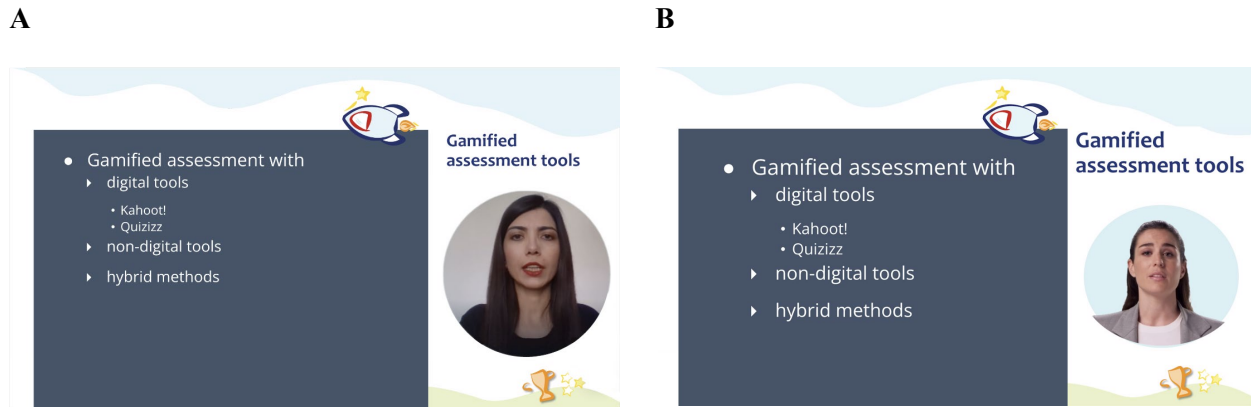 A
Gamified assessment with
digital tools
Kahoot!
Quizizz
non-digital tools
hybrid methods
Gamified
assessment tools
B
Gamified assessment with
digital tools
Kahoot!
Quizizz
non-digital tools
hybrid methods
Gamified
assessment tools